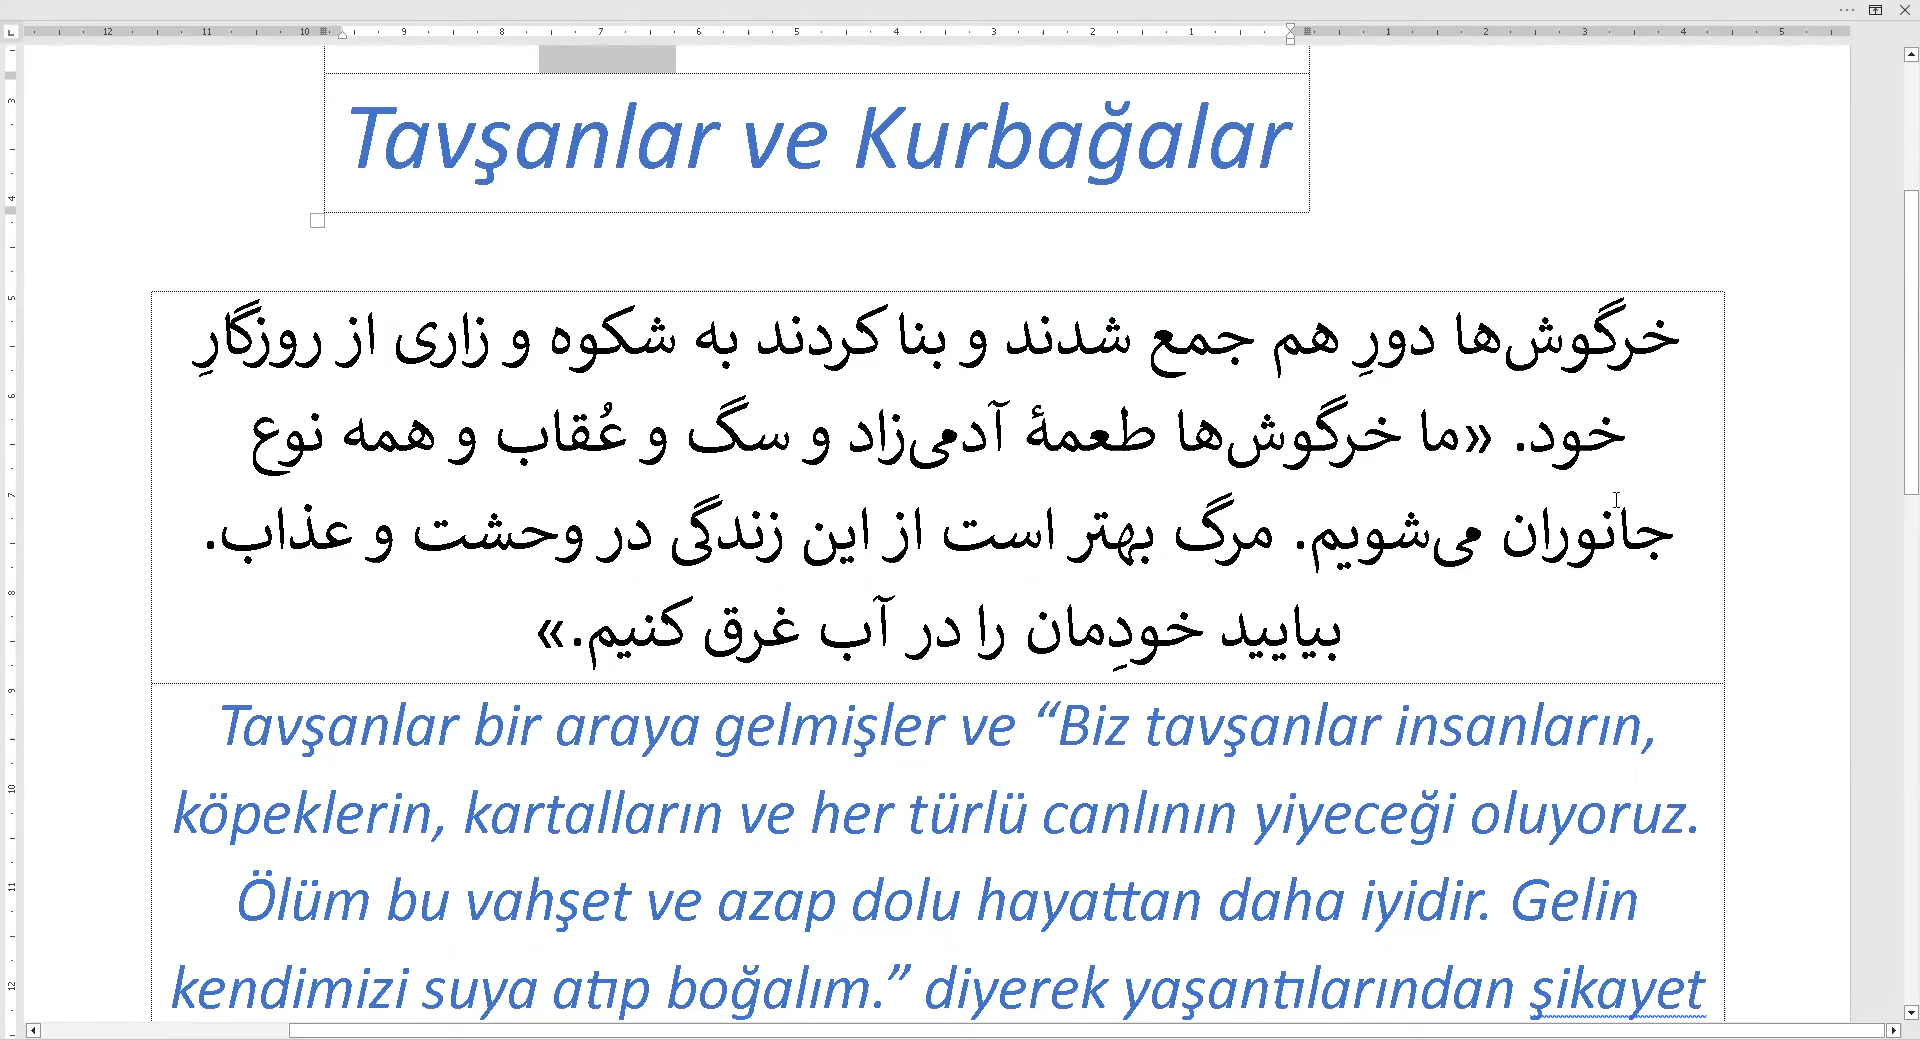 Tavşanlar ve Kurbağalar
خرگوش‌ها دورِ هم جمع شدند و بنا کردند به شکوه و زاری از روزگارِ
خود. «ما خرگوش‌ها طعمهٔ آدمی‌زاد و سگ و عُقاب و همه نوع
جانوران می‌شویم. مرگ بهتر است از این زندگی در وحشت و عذاب.
بیایید خودِمان را در آب غرق کنیم.»
Tavşanlar bir araya gelmişler ve “Biz tavşanlar insanların,
köpeklerin, kartalların ve her türlü canlının yiyeceği oluyoruz.
Ölüm bu vahşet ve azap dolu hayattan daha iyidir. Gelin
kendimizi suya atıp boğalım.” diyerek yaşantılarından şikayet